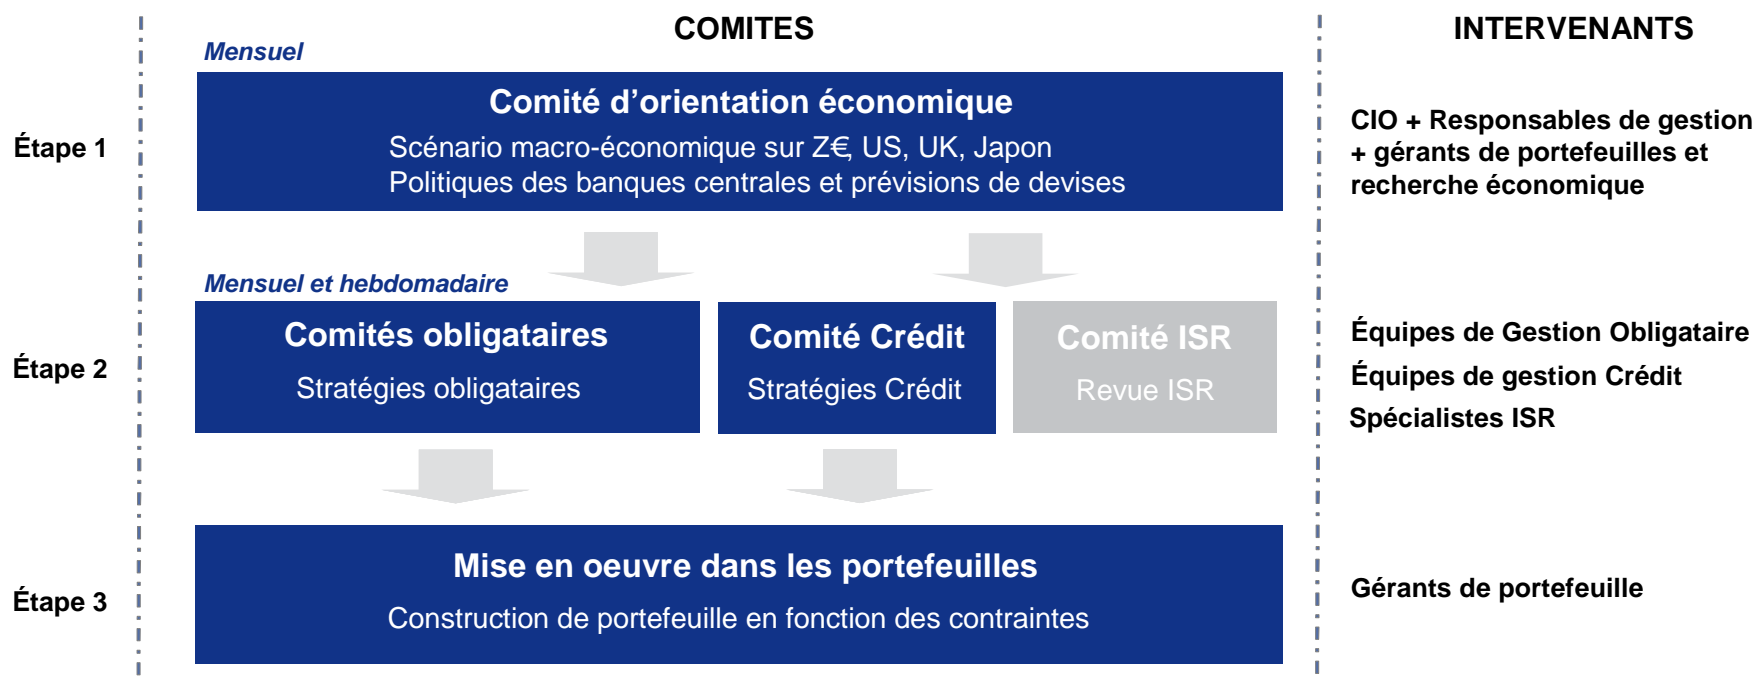 COMITES
INTERVENANTS
Mensuel
Étape 1
Comité d’orientation économique
Scénario macro-économique sur Z€, US, UK, Japon
Politiques des banques centrales et prévisions de devises
CIO + Responsables de gestion
+ gérants de portefeuilles et
recherche économique
Mensuel et hebdomadaire
Étape 2
Comités obligataires
Stratégies obligataires
Comité Crédit
Stratégies Crédit
Comité ISR
Revue ISR
Équipes de Gestion Obligataire
Équipes de gestion Crédit
Spécialistes ISR
Étape 3
Mise en oeuvre dans les portefeuilles
Construction de portefeuille en fonction des contraintes
Gérants de portefeuille